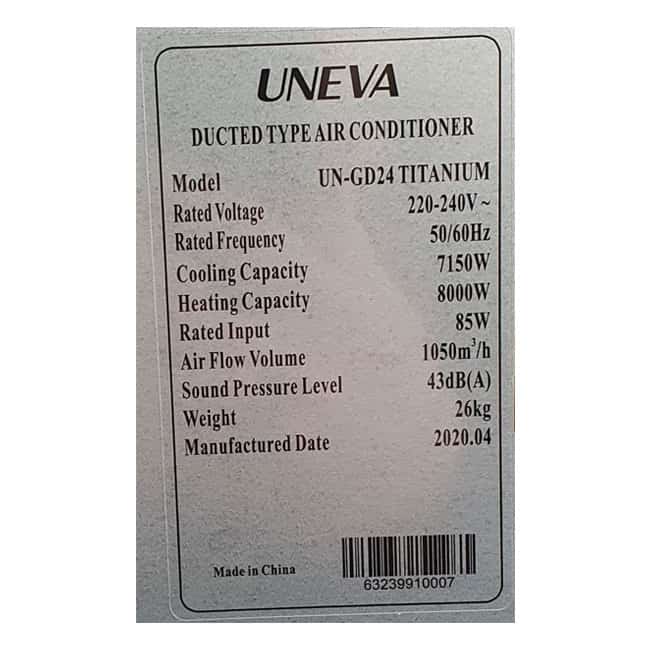 UNEVA
DUCTED TYPE AIR CONDITIONER
Model UN-GD24 TITANIUM
Rated Voltage 220-240V ~
Rated Frequency 50/60Hz
Cooling Capacity 7150W
Heating Capacity 8000W
Rated Input 85W
Air Flow Volume 1050m³/h
Sound Pressure Level 43dB(A)
Weight 26kg
Manufactured Date 2020.04
Made in China
63239910007